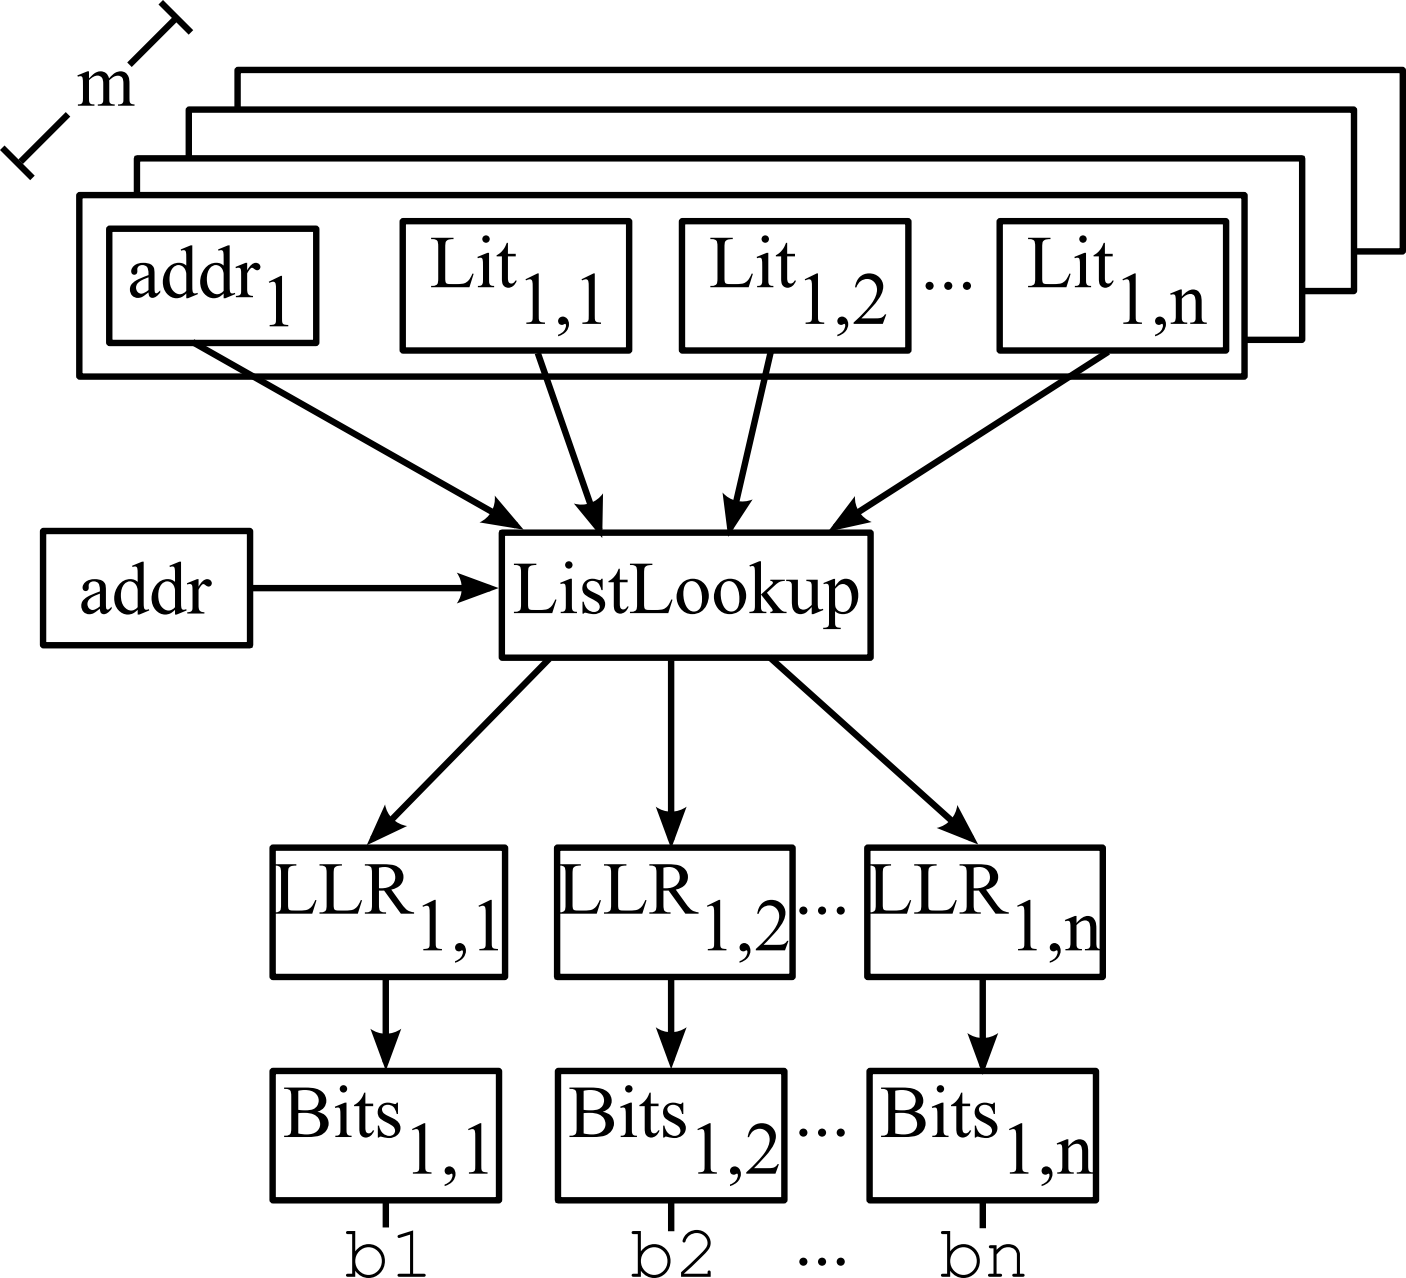 m
addr1 Lit1,1 Lit1,2 ... Lit1,n
addr ListLookup
LLR1,1 LLR1,2 ... LLR1,n
Bits1,1 Bits1,2 ... Bits1,n
b1 b2 ... bn